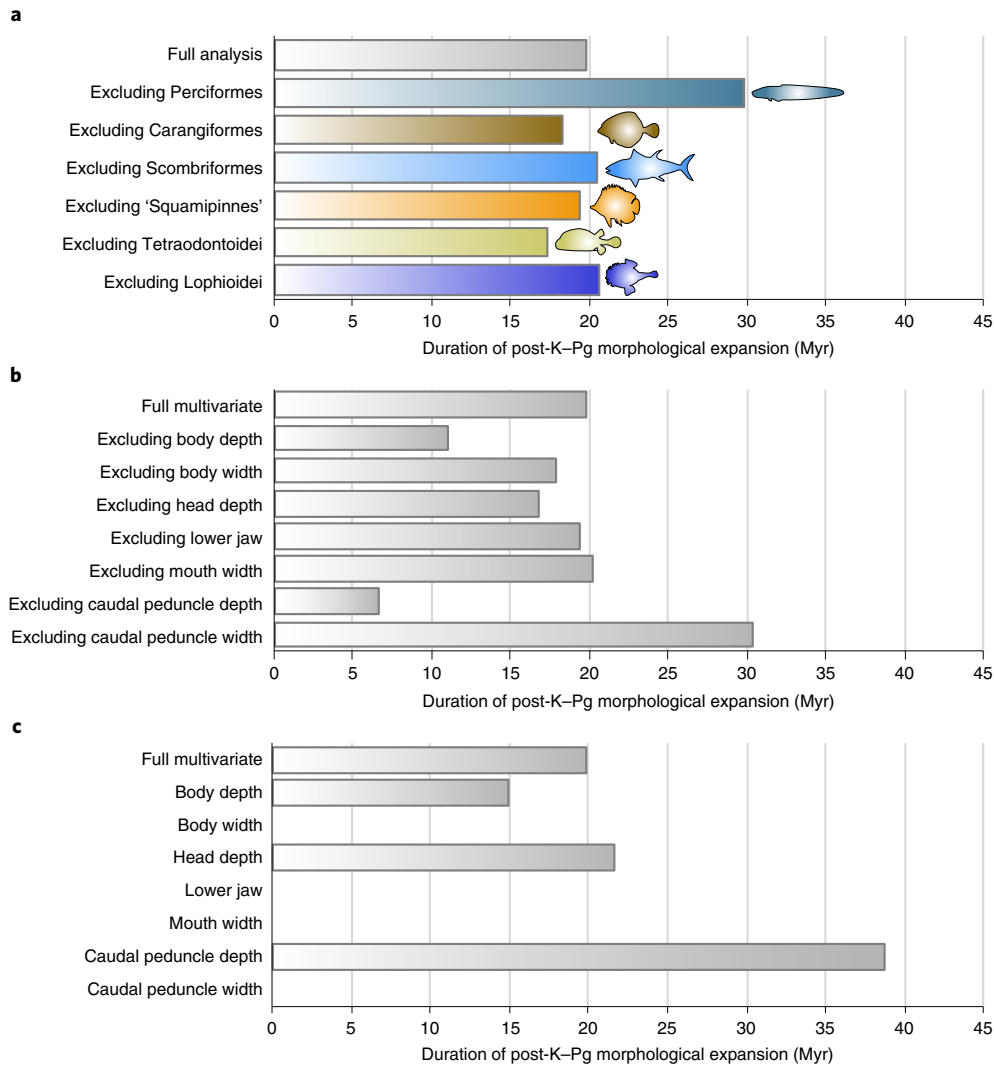 a
Full analysis
Excluding Perciformes
Excluding Carangiformes
Excluding Scombriformes
Excluding ‘Squamipinnes’
Excluding Tetraodontoidei
Excluding Lophioidei
0 5 10 15 20 25 30 35 40 45
Duration of post-K–Pg morphological expansion (Myr)
b
Full multivariate
Excluding body depth
Excluding body width
Excluding head depth
Excluding lower jaw
Excluding mouth width
Excluding caudal peduncle depth
Excluding caudal peduncle width
0 5 10 15 20 25 30 35 40 45
Duration of post-K–Pg morphological expansion (Myr)
c
Full multivariate
Body depth
Body width
Head depth
Lower jaw
Mouth width
Caudal peduncle depth
Caudal peduncle width
0 5 10 15 20 25 30 35 40 45
Duration of post-K–Pg morphological expansion (Myr)